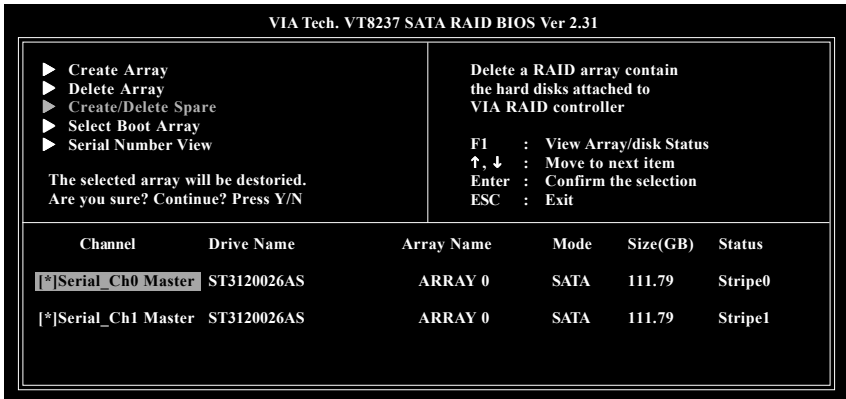 VIA Tech. VT8237 SATA RAID BIOS Ver 2.31
Create Array
Delete Array
Create/Delete Spare
Select Boot Array
Serial Number View
The selected array will be destoried.
Are you sure? Continue? Press Y/N
Delete a RAID array contain
the hard disks attached to
VIA RAID controller
F1 : View Array/disk Status
↑, ↓ : Move to next item
Enter : Confirm the selection
ESC : Exit
Channel Drive Name Array Name Mode Size(GB) Status
[*]Serial_Ch0 Master ST3120026AS ARRAY 0 SATA 111.79 Stripe0
[*]Serial_Ch1 Master ST3120026AS ARRAY 0 SATA 111.79 Stripe1